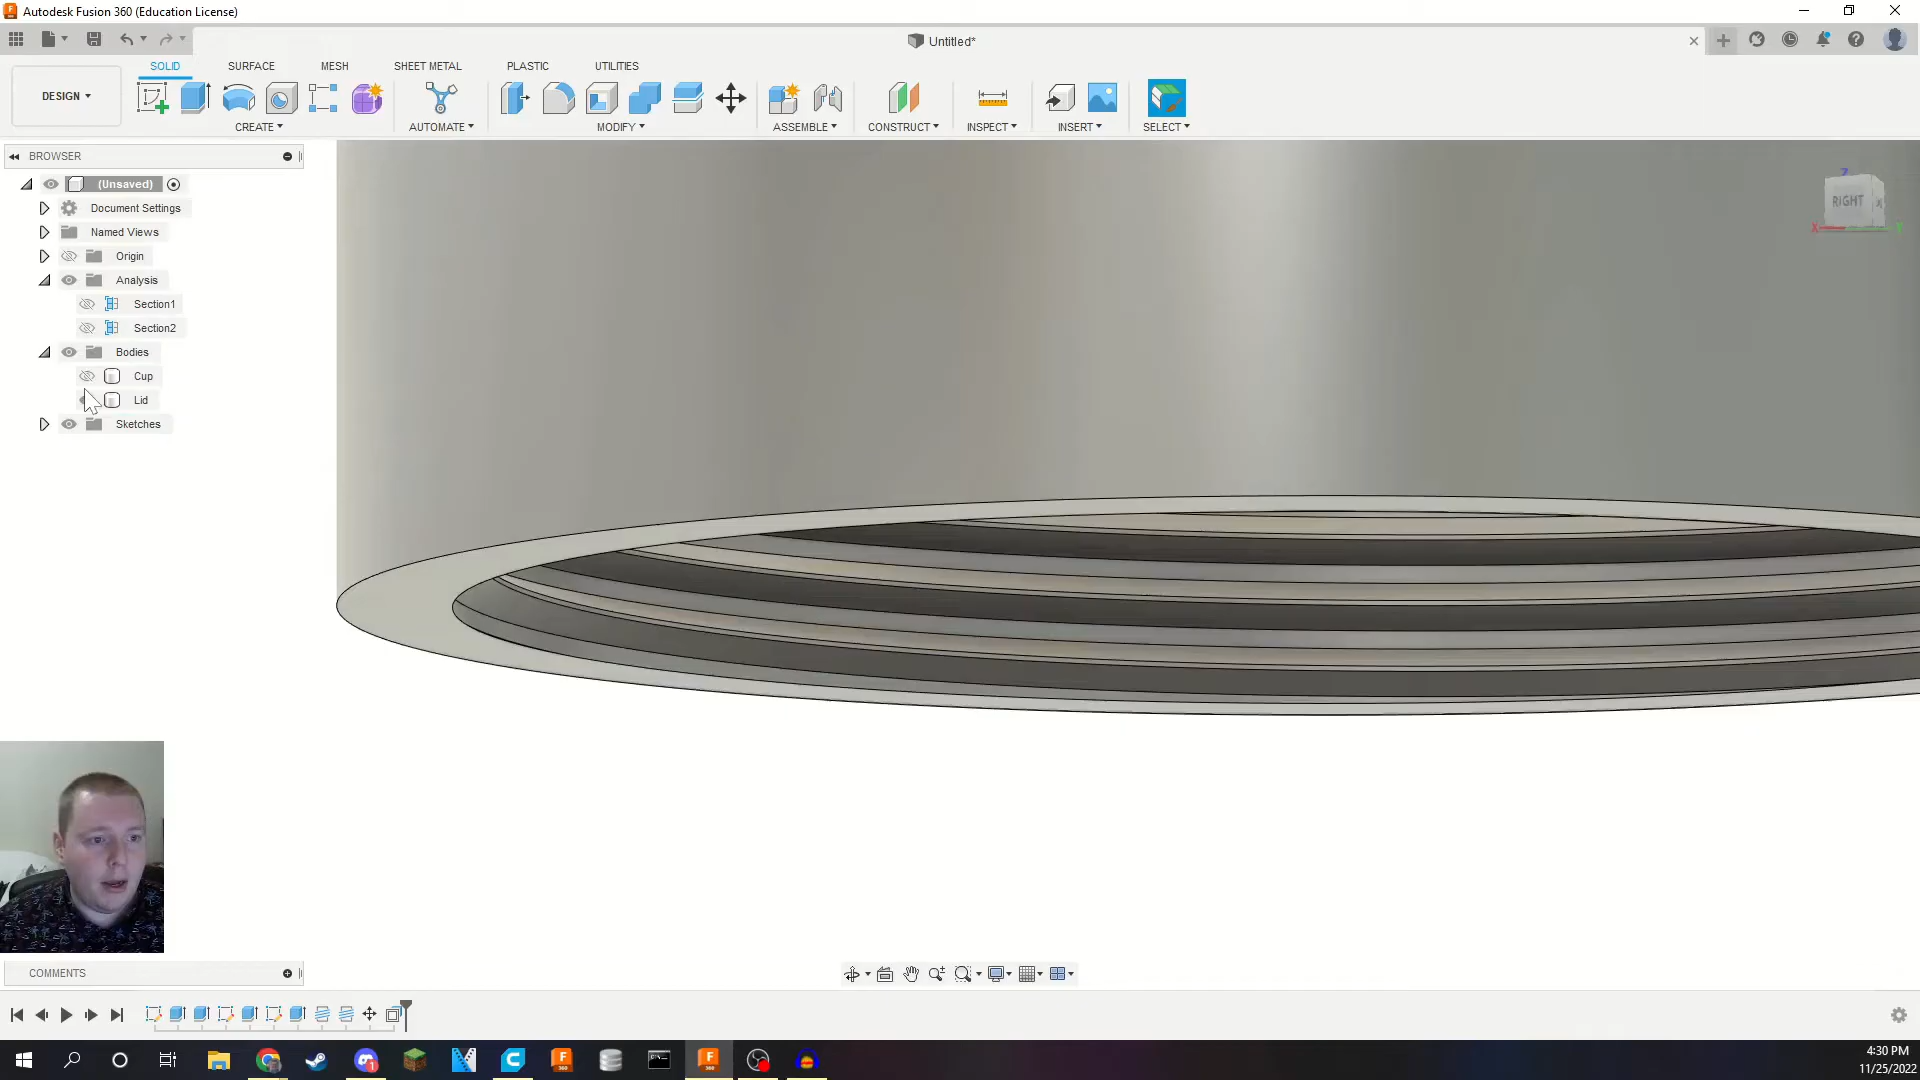 Autodesk Fusion 360 (Education License)
Untitled*
SOLID
SURFACE
MESH
SHEET METAL
PLASTIC
UTILITIES
DESIGN
CREATE
AUTOMATE
MODIFY
ASSEMBLE
CONSTRUCT
INSPECT
INSERT
SELECT
BROWSER
(Unsaved)
Document Settings
Named Views
Origin
Analysis
Section1
Section2
Bodies
Cup
Lid
Sketches
Z
RIGHT
X
Y
COMMENTS
4:30 PM
11/25/2022